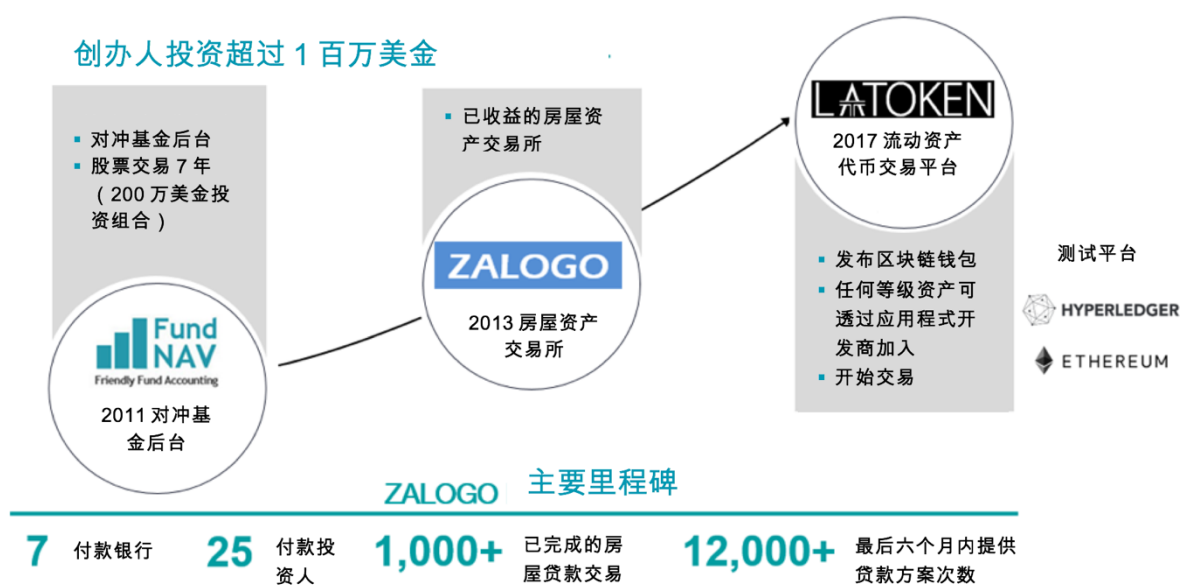 创办人投资超过 1 百万美金
▪ 对冲基金后台
▪ 股票交易 7 年
（ 200 万美金投
资组合 ）
Fund
NAV
Friendly Fund Accounting
2011 对冲基
金后台
▪ 已收益的房屋资
产交易所
ZALOGO
2013 房屋资产
交易所
LATOKEN
2017 流动资产
代币交易平台
▪ 发布区块链钱包
▪ 任何等级资产可
透过应用程式开
发商加入
▪ 开始交易
测试平台
HYPERLEDGER
ETHEREUM
ZALOGO 主要里程碑
7 付款银行
25 付款投
资人
1,000+ 已完成的房
屋贷款交易
12,000+ 最后六个月内提供
贷款方案次数